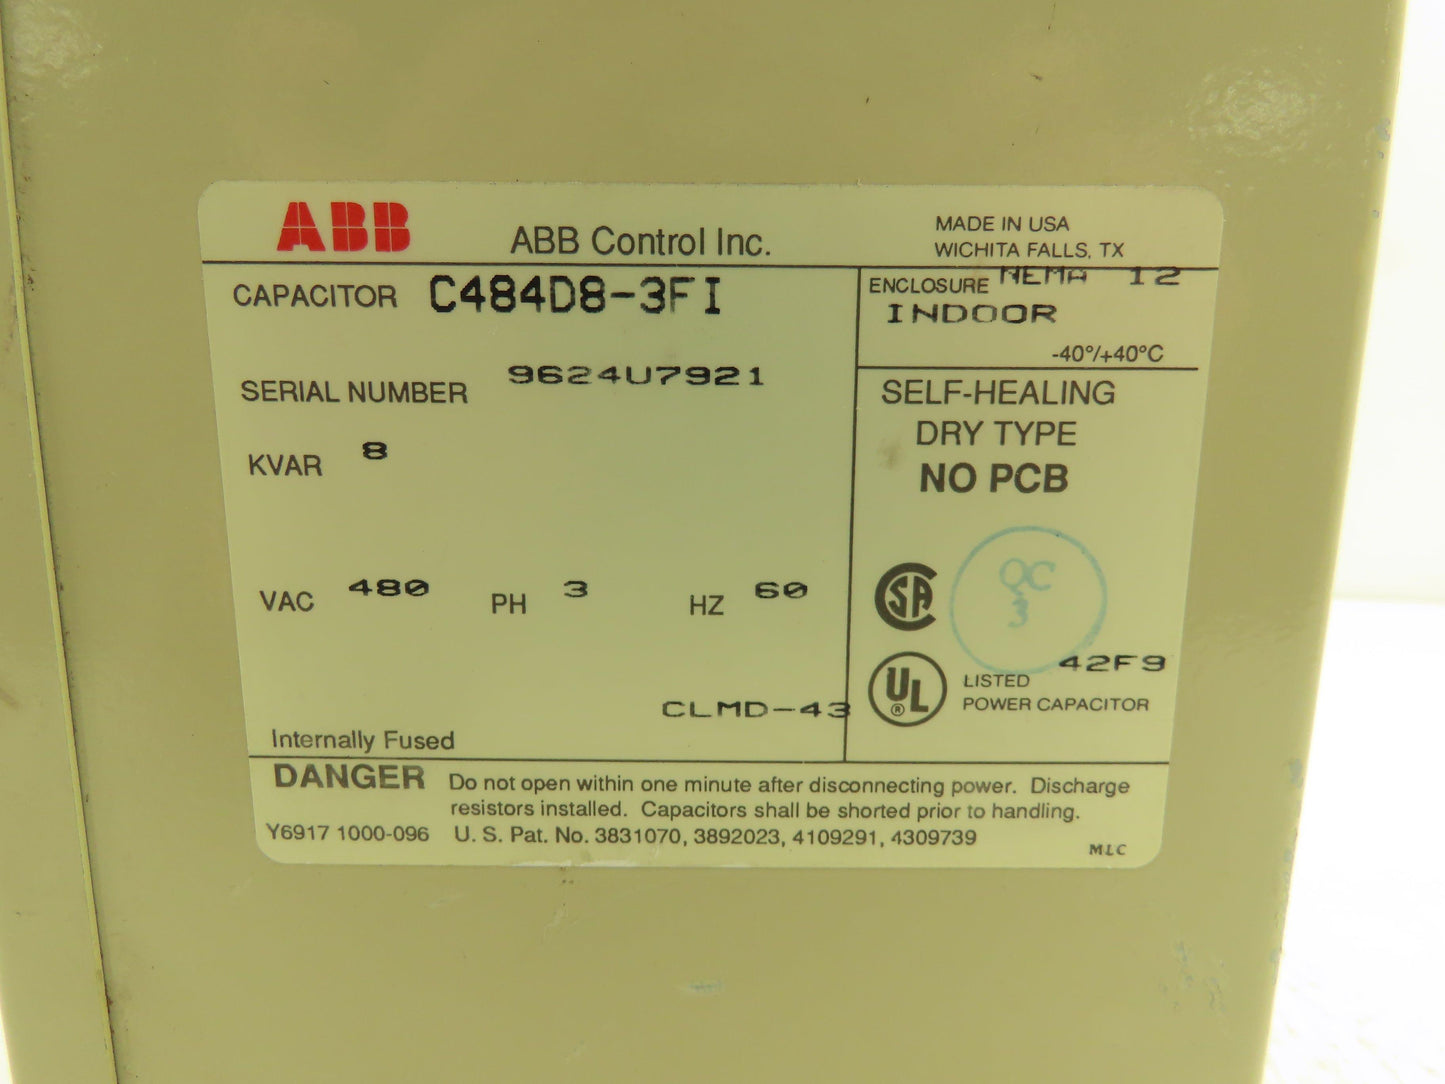 ABB ABB Control Inc.
MADE IN USA
WICHITA FALLS, TX
CAPACITOR C484D8-3FI
SERIAL NUMBER 9624U7921
KVAR 8
VAC 480 PH 3 HZ 60
CLMD-43
Internally Fused
ENCLOSURE NEMA 12
INDOOR
-40°/+40°C
SELF-HEALING
DRY TYPE
NO PCB
CSA
QC
3
UL ® LISTED 42F9
POWER CAPACITOR
DANGER Do not open within one minute after disconnecting power. Discharge
resistors installed. Capacitors shall be shorted prior to handling.
Y6917 1000-096 U. S. Pat. No. 3831070, 3892023, 4109291, 4309739
MLC